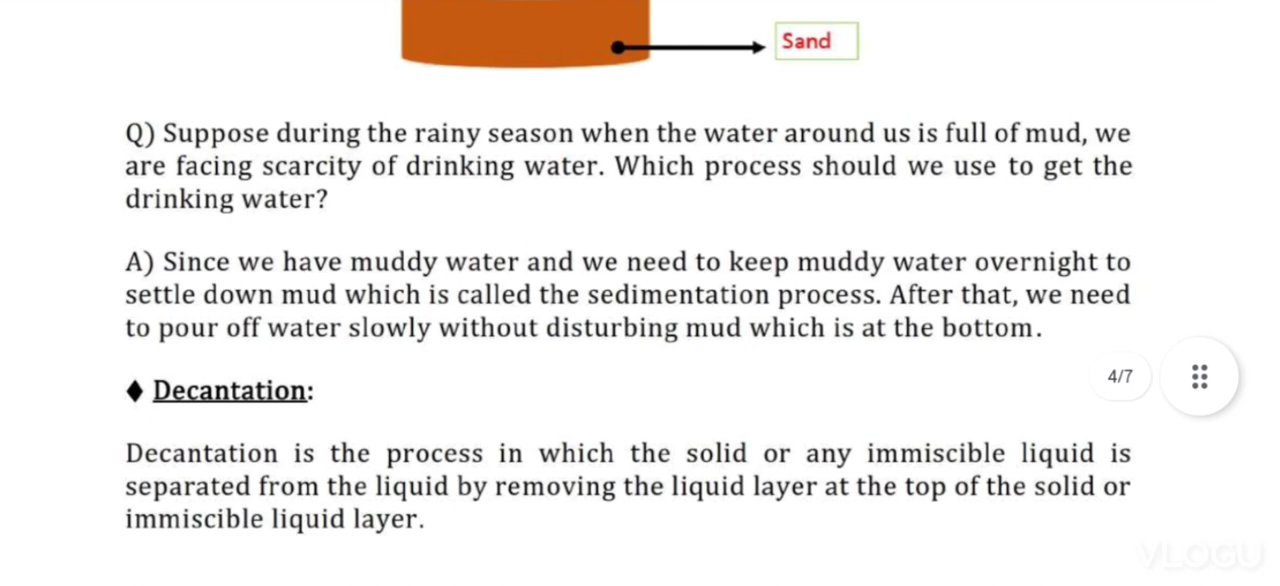 Sand
Q) Suppose during the rainy season when the water around us is full of mud, we
are facing scarcity of drinking water. Which process should we use to get the
drinking water?
A) Since we have muddy water and we need to keep muddy water overnight to
settle down mud which is called the sedimentation process. After that, we need
to pour off water slowly without disturbing mud which is at the bottom.
4/7
♦ Decantation:
Decantation is the process in which the solid or any immiscible liquid is
separated from the liquid by removing the liquid layer at the top of the solid or
immiscible liquid layer.
VLOGU